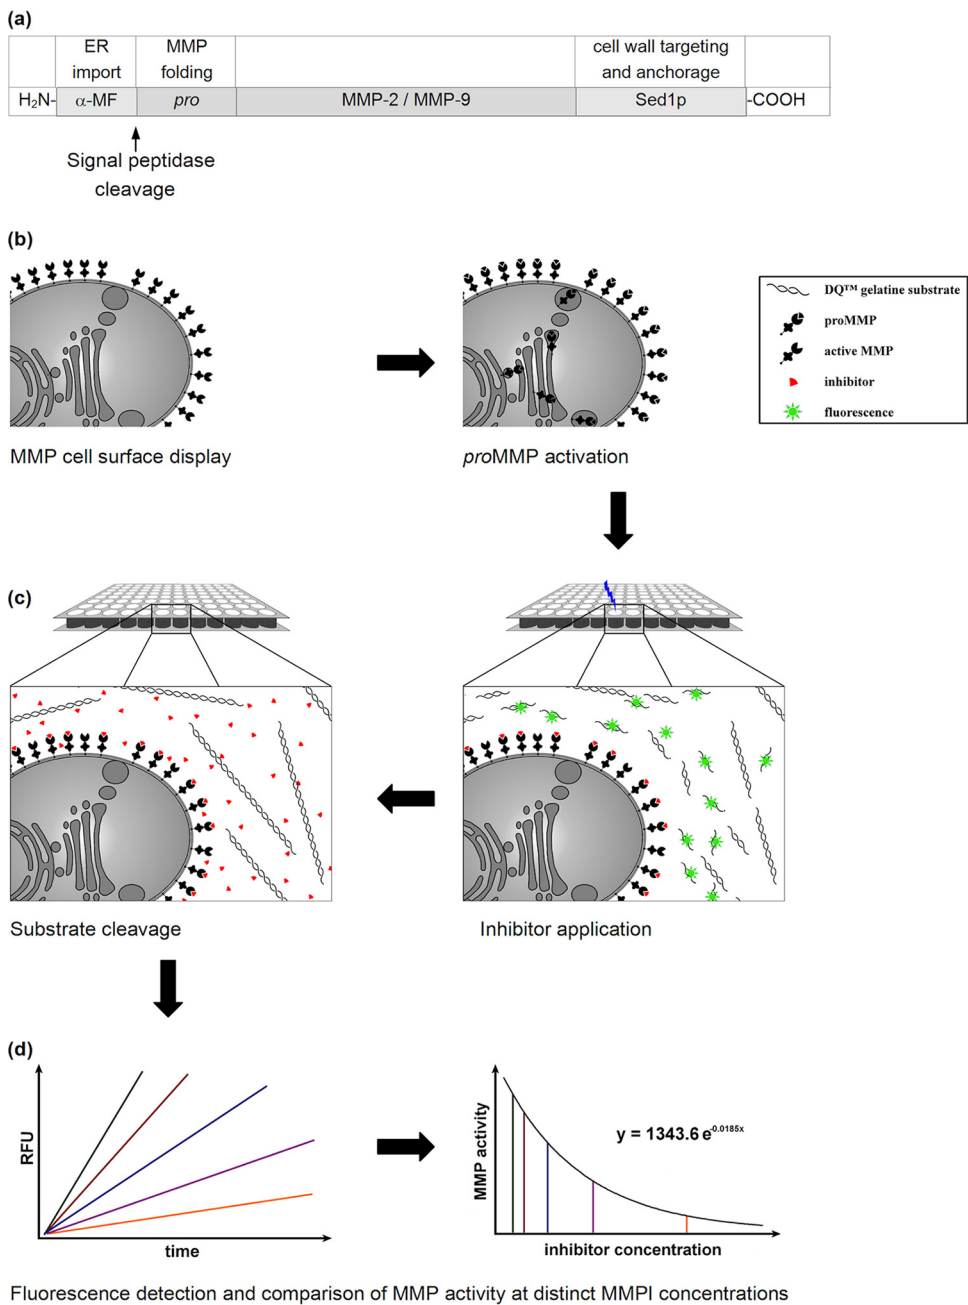 (a)
ER import
MMP folding
cell wall targeting and anchorage
H₂N- α-MF pro MMP-2 / MMP-9 Sed1p -COOH
Signal peptidase
cleavage
(b)
DQ™ gelatine substrate
proMMP
active MMP
inhibitor
fluorescence
MMP cell surface display
proMMP activation
(c)
Substrate cleavage
Inhibitor application
(d)
RFU
time
MMP activity
y = 1343.6 e^-0.0185x
inhibitor concentration
Fluorescence detection and comparison of MMP activity at distinct MMPI concentrations